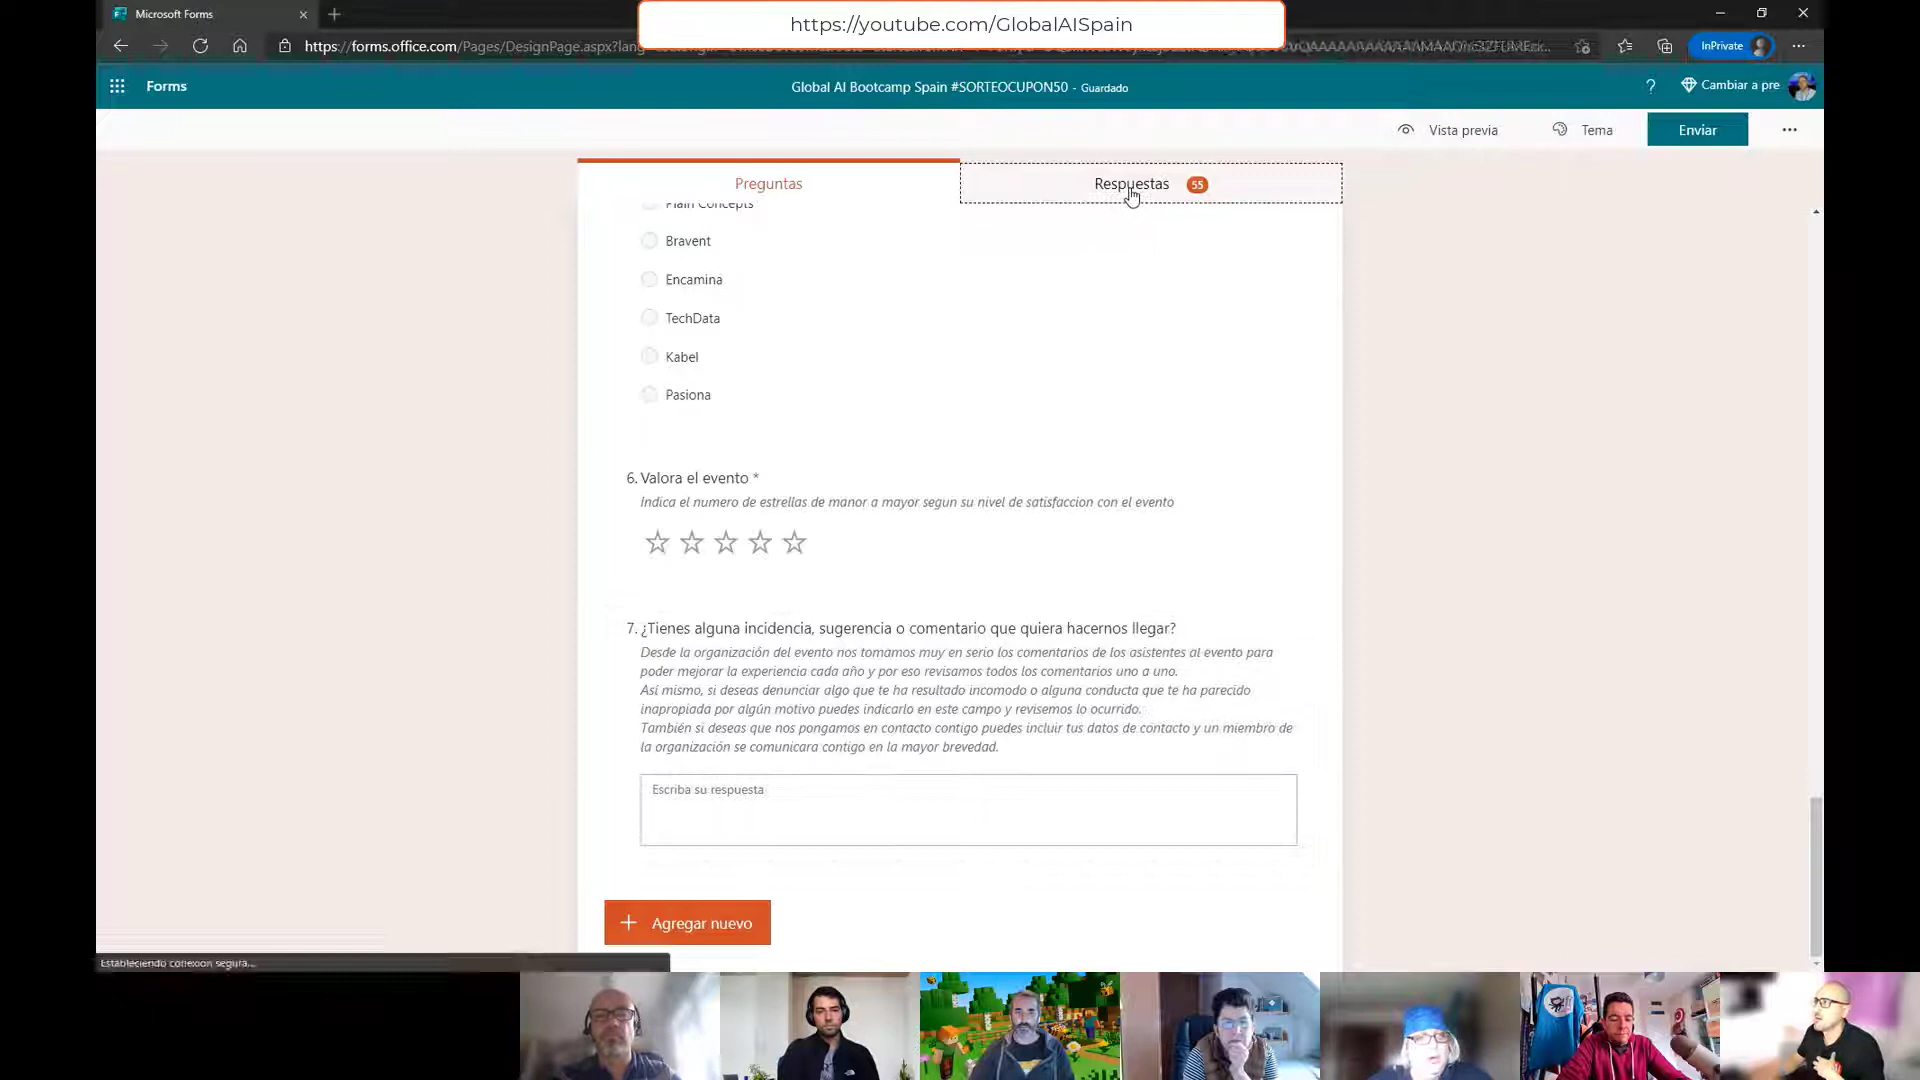 Microsoft Forms
https://youtube.com/GlobalAISpain
https://forms.office.com/Pages/DesignPage.aspx?lang
InPrivate
Forms
Global AI Bootcamp Spain #SORTEOCUPON50 - Guardado
? Cambiar a pre
Vista previa
Tema
Enviar
Preguntas
Respuestas 55
Plain Concepts
Bravent
Encamina
TechData
Kabel
Pasiona
6. Valora el evento *
Indica el numero de estrellas de manor a mayor segun su nivel de satisfaccion con el evento
7. ¿Tienes alguna incidencia, sugerencia o comentario que quiera hacernos llegar?
Desde la organización del evento nos tomamos muy en serio los comentarios de los asistentes al evento para
poder mejorar la experiencia cada año y por eso revisamos todos los comentarios uno a uno.
Así mismo, si deseas denunciar algo que te ha resultado incomodo o alguna conducta que te ha parecido
inapropiada por algún motivo puedes indicarlo en este campo y revisemos lo ocurrido.
También si deseas que nos pongamos en contacto contigo puedes incluir tus datos de contacto y un miembro de
la organización se comunicara contigo en la mayor brevedad.
Escriba su respuesta
+ Agregar nuevo
Estableciendo conexión segura...